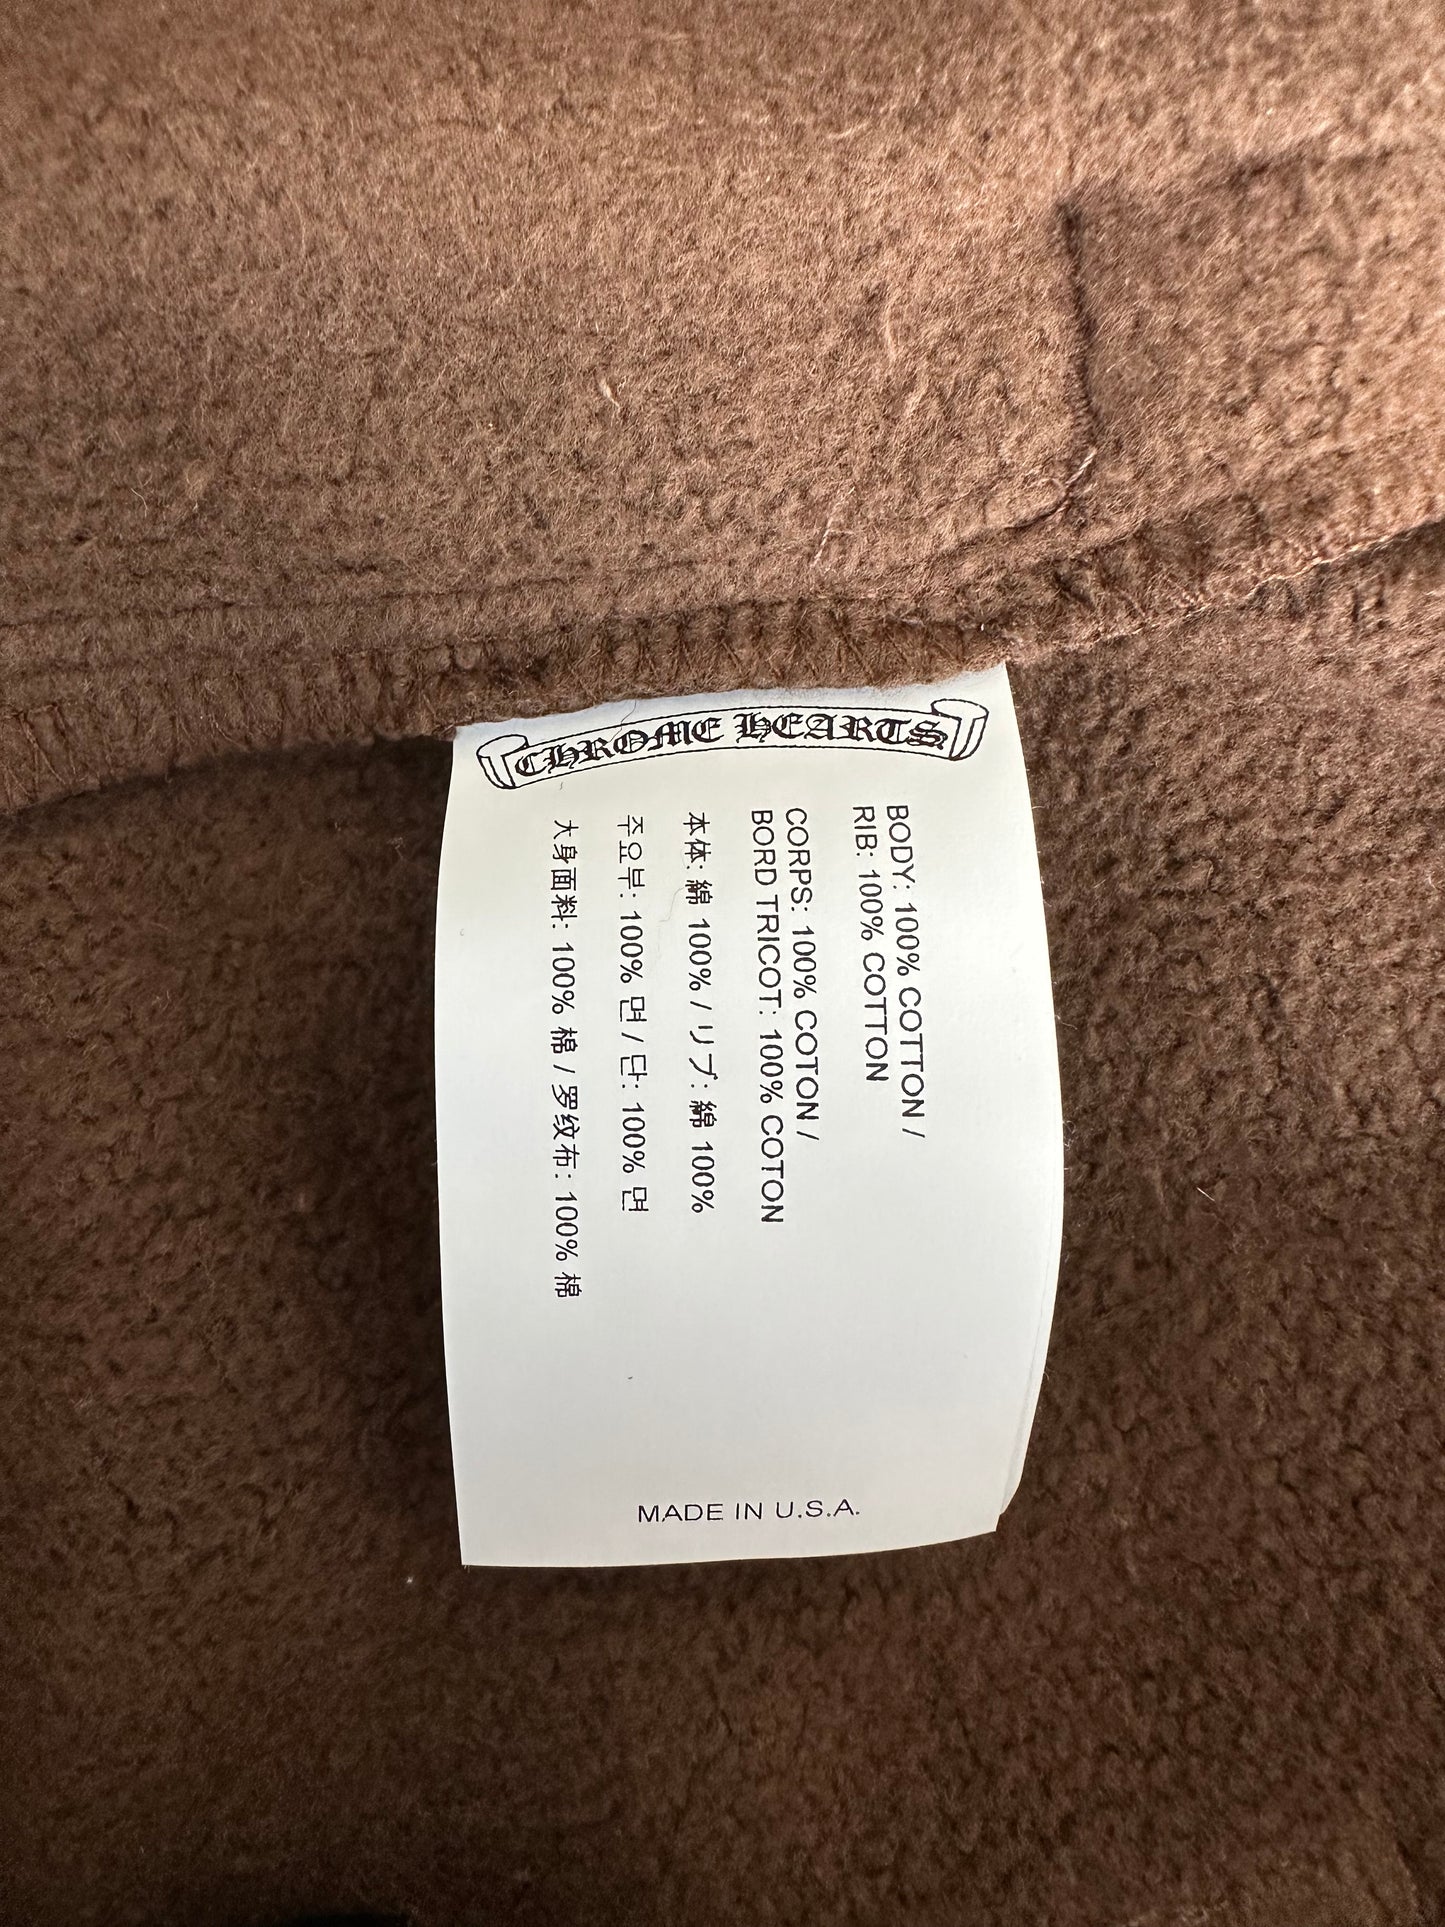 CHROME HEARTS
BODY: 100% COTTON /
RIB: 100% COTTON
CORPS: 100% COTON /
BORD TRICOT: 100% COTON
本体: 綿 100% / リブ: 綿 100%
주요부: 100% 면 / 단: 100% 면
大身面料: 100% 棉 / 罗纹布: 100% 棉
MADE IN U.S.A.